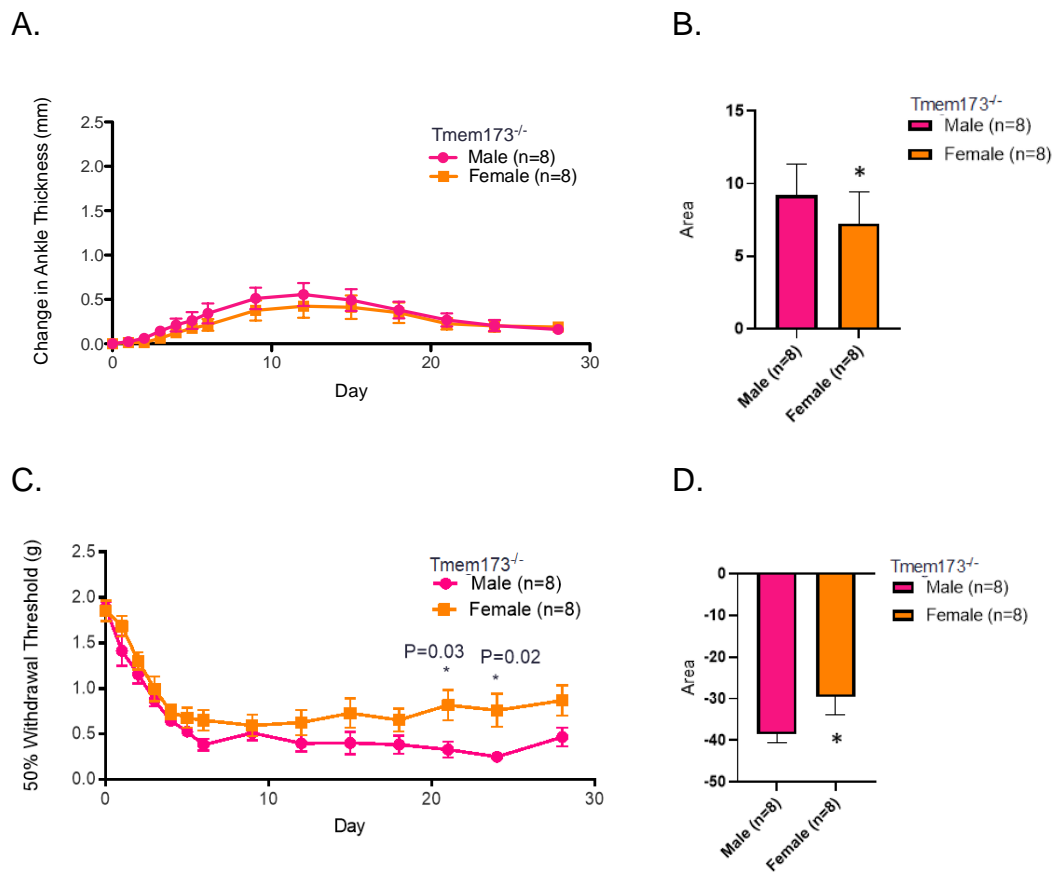 A.
Change in Ankle Thickness (mm)
2.5
2.0
1.5
1.0
0.5
0.0
0
10
20
30
Day
Tmem173-/-
Male (n=8)
Female (n=8)
B.
Area
15
10
5
0
*
Male (n=8)
Female (n=8)
Tmem173-/-
Male (n=8)
Female (n=8)
C.
50% Withdrawal Threshold (g)
2.5
2.0
1.5
1.0
0.5
0.0
0
10
20
30
Day
Tmem173-/-
Male (n=8)
Female (n=8)
P=0.03
*
P=0.02
*
D.
Area
0
-10
-20
-30
-40
-50
*
Male (n=8)
Female (n=8)
Tmem173-/-
Male (n=8)
Female (n=8)